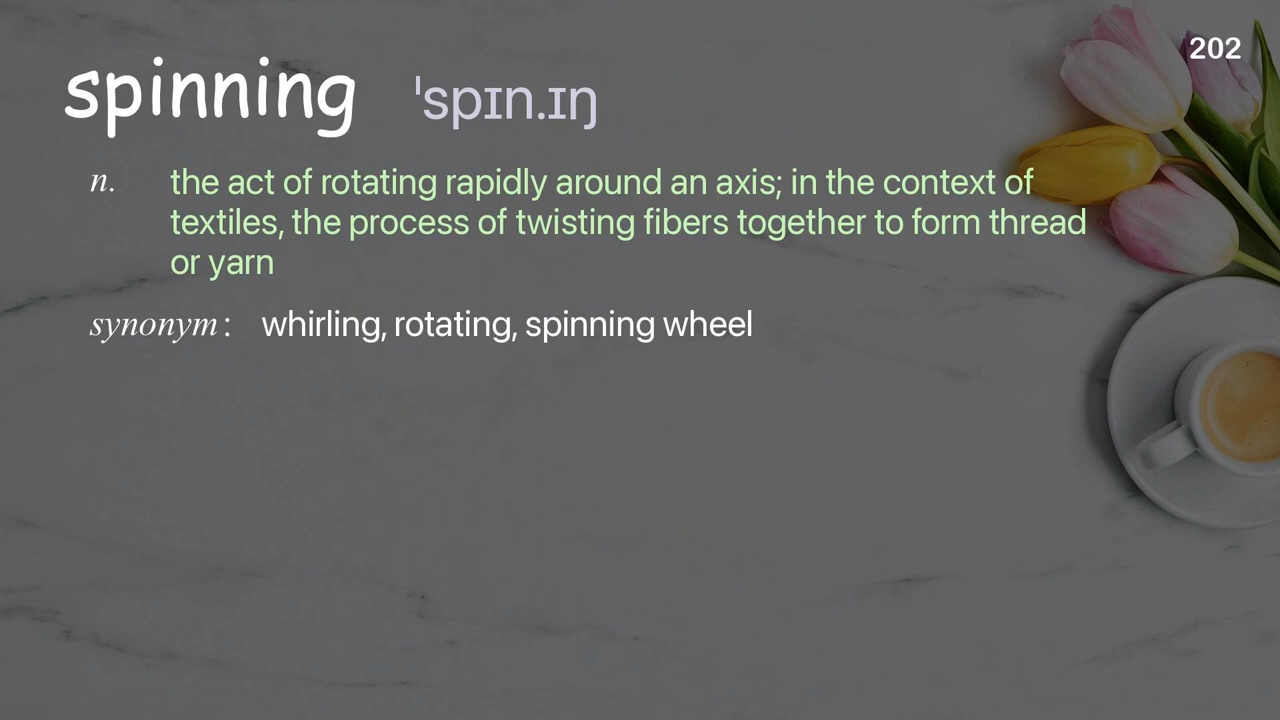 202
spinning ˈspɪn.ɪŋ
n. the act of rotating rapidly around an axis; in the context of
textiles, the process of twisting fibers together to form thread
or yarn
synonym: whirling, rotating, spinning wheel